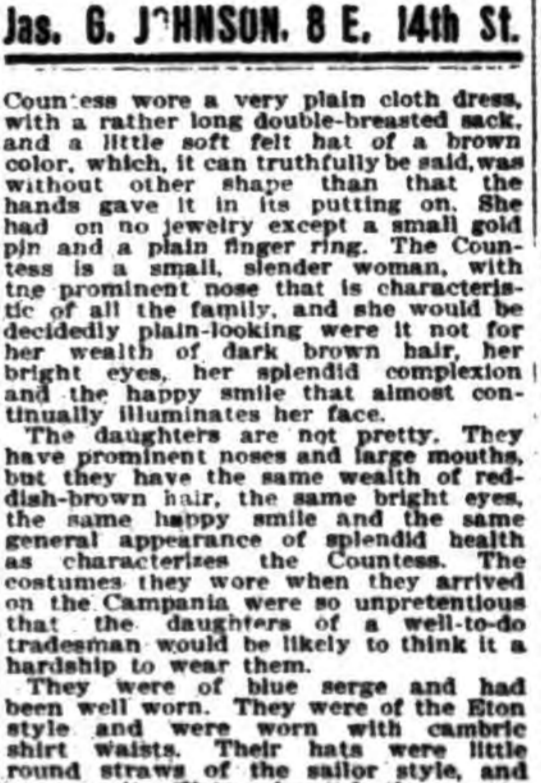 Jas. G. JOHNSON. 8 E. 14th St.
Countess wore a very plain cloth dress,
with a rather long double-breasted sack,
and a little soft felt hat of a brown
color, which, it can truthfully be said, was
without other shape than that the
hands gave it in its putting on. She
had on no jewelry except a small gold
pin and a plain finger ring. The Coun-
tess is a small, slender woman, with
the prominent nose that is characteris-
tic of all the family, and she would be
decidedly plain-looking were it not for
her wealth of dark brown hair, her
bright eyes, her splendid complexion
and the happy smile that almost con-
tinually illuminates her face.
The daughters are not pretty. They
have prominent noses and large mouths,
but they have the same wealth of red-
dish-brown hair, the same bright eyes,
the same happy smile and the same
general appearance of splendid health
as characterizes the Countess. The
costumes they wore when they arrived
on the Campania were so unpretentious
that the daughters of a well-to-do
tradesman would be likely to think it a
hardship to wear them.
They were of blue serge and had
been well worn. They were of the Eton
style and were worn with cambric
shirt waists. Their hats were little
round straws of the sailor style, and